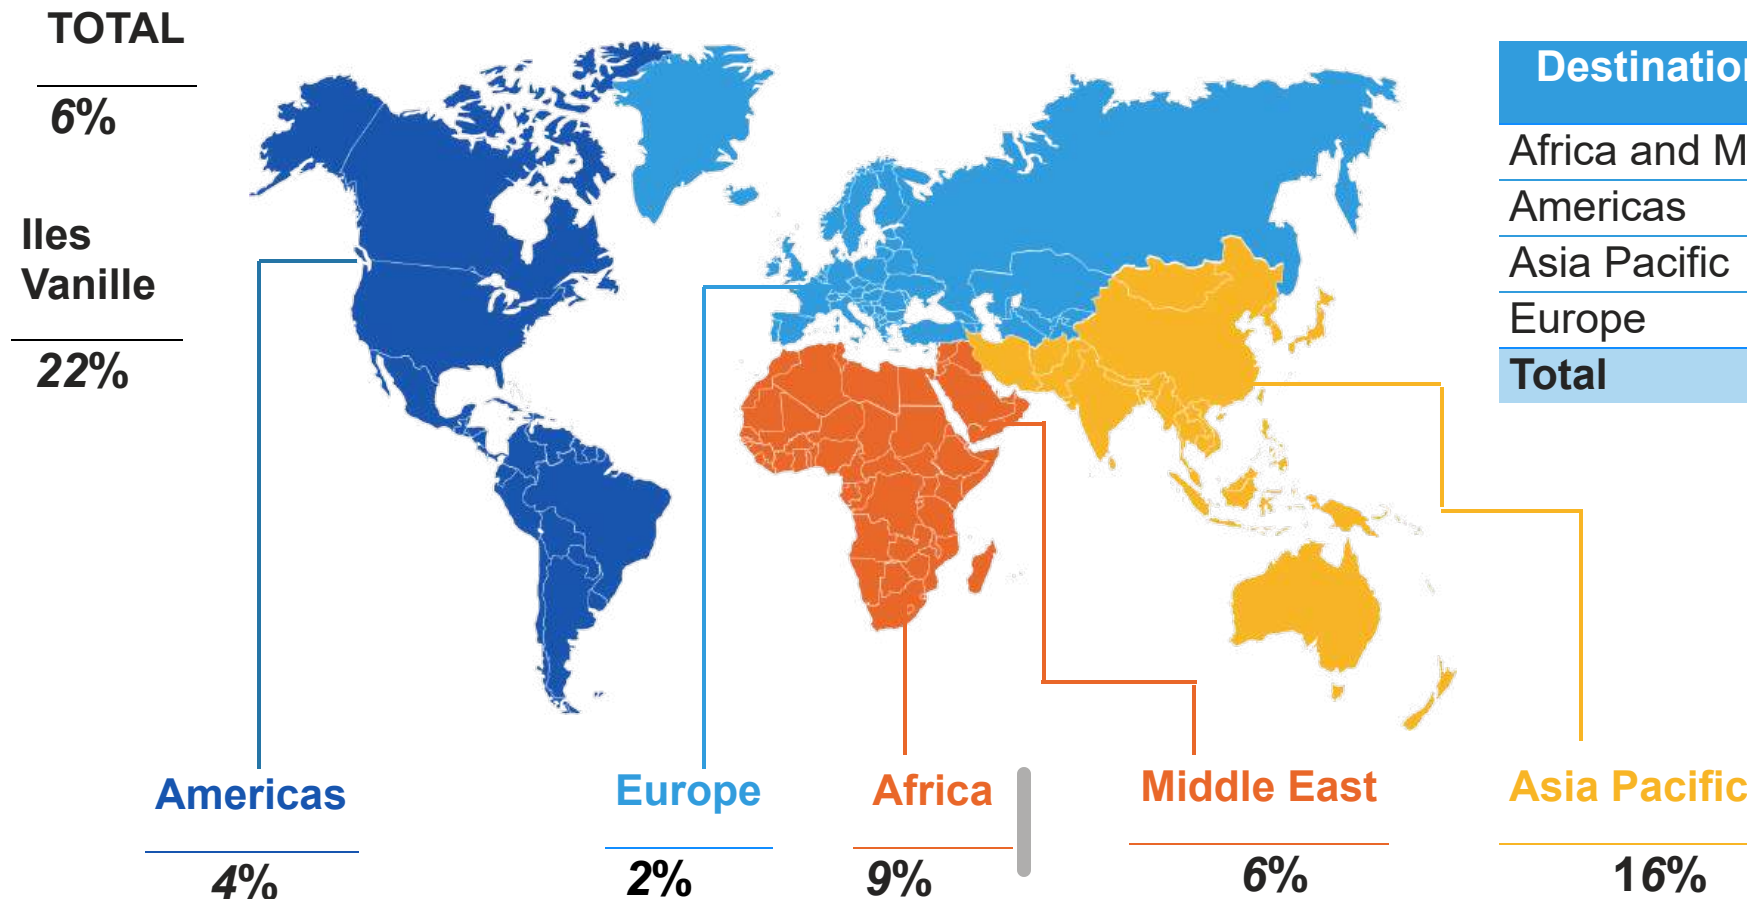 TOTAL
6%
Iles
Vanille
22%
Africa and M
Americas
Asia Pacific
Europe
Total
Americas
4%
Europe
2%
Africa
9%
Middle East
6%
Asia Pacific
16%